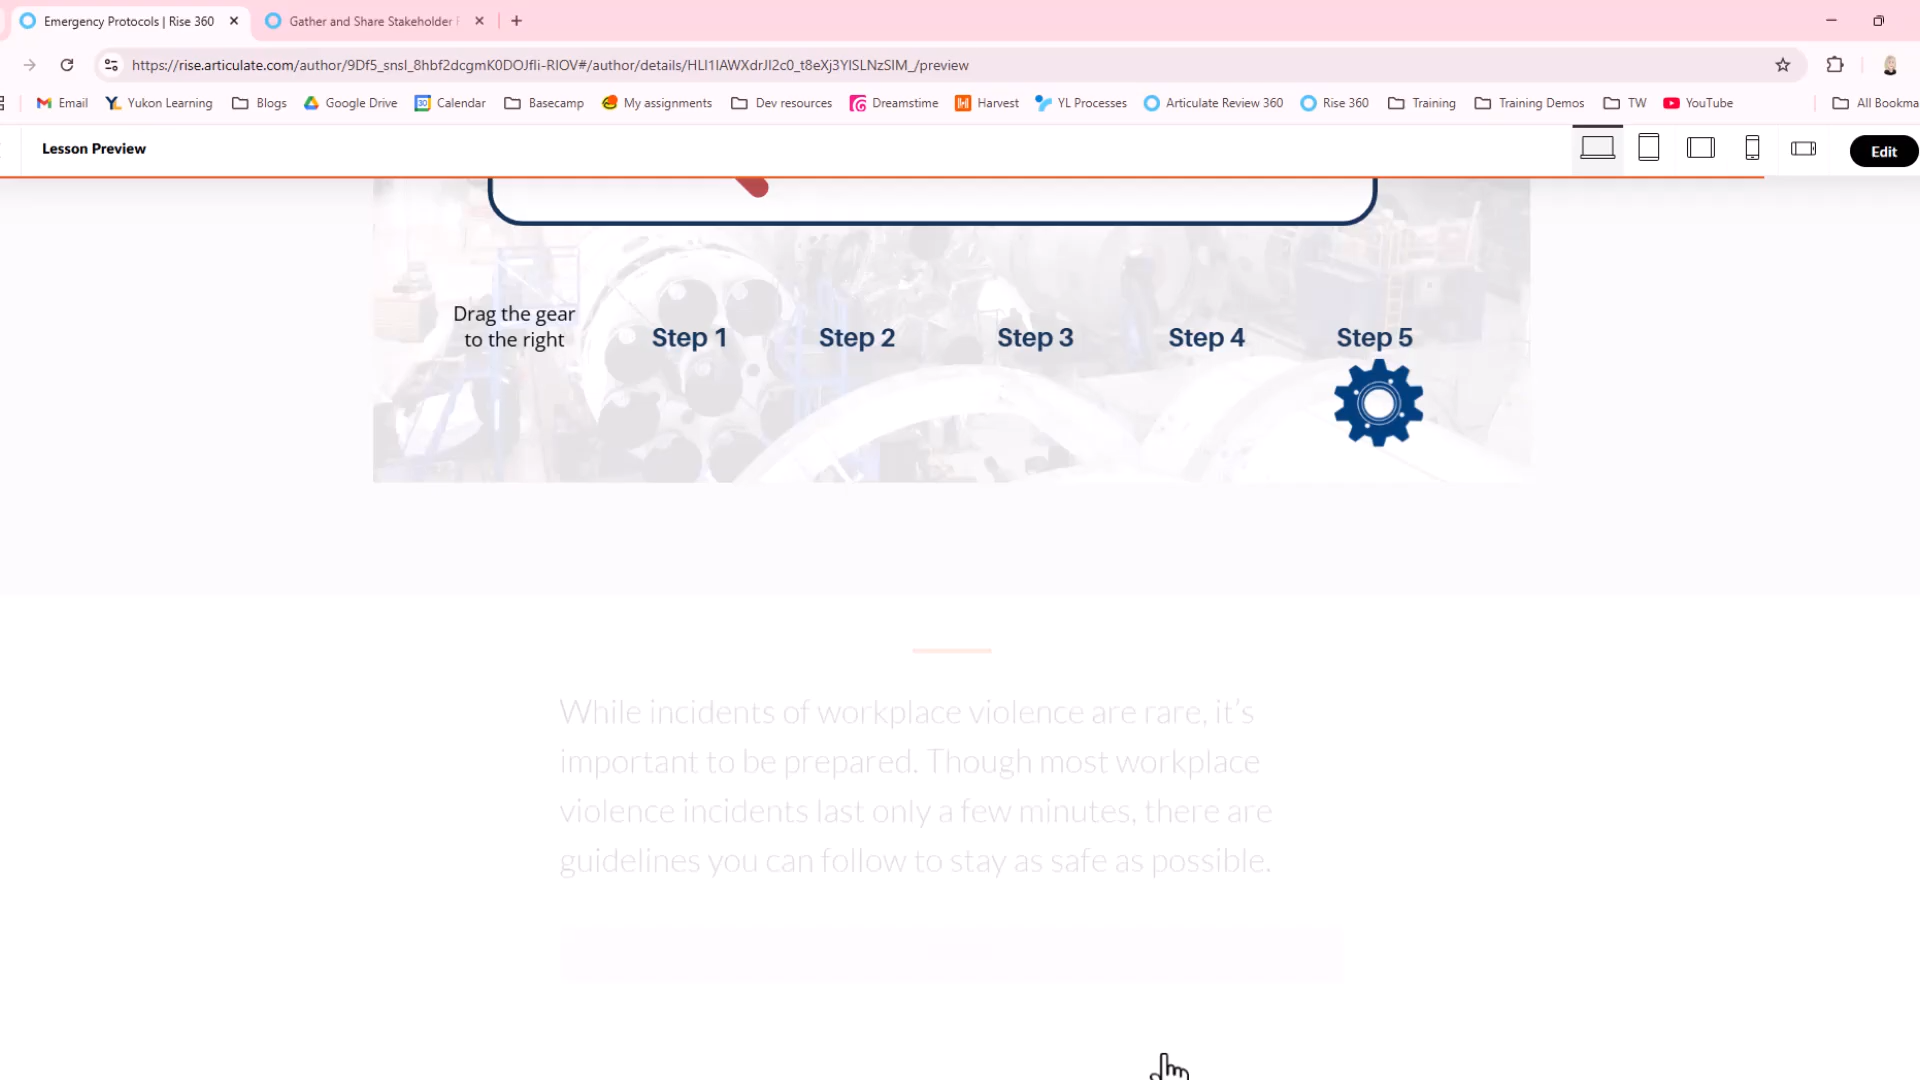 Emergency Protocols | Rise 360
Gather and Share Stakeholder
https://rise.articulate.com/author/9Df5_snsI_8hbf2dcgmK0DOJfli-RIOV#/author/details/HLI1IAWXdrJI2c0_t8eXj3YISLNzSIM_/preview
Email Yukon Learning Blogs Google Drive Calendar Basecamp My assignments Dev resources Dreamstime Harvest YL Processes Articulate Review 360 Rise 360 Training Training Demos TW YouTube All Bookma
Lesson Preview
Edit
Drag the gear
to the right
Step 1 Step 2 Step 3 Step 4 Step 5
While incidents of workplace violence are rare, it's
important to be prepared. Though most workplace
violence incidents last only a few minutes, there are
guidelines you can follow to stay as safe as possible.